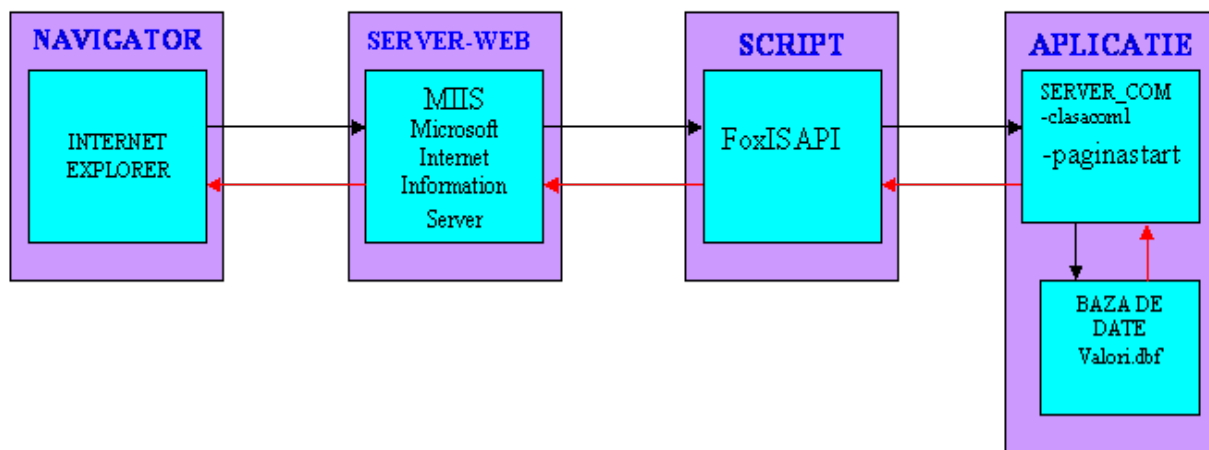 NAVIGATOR
INTERNET
EXPLORER
SERVER-WEB
MIIS
Microsoft
Internet
Information
Server
SCRIPT
FoxISAPI
APLICATIE
SERVER_COM
-clasacom1
-paginastart
BAZA DE
DATE
Valori.dbf